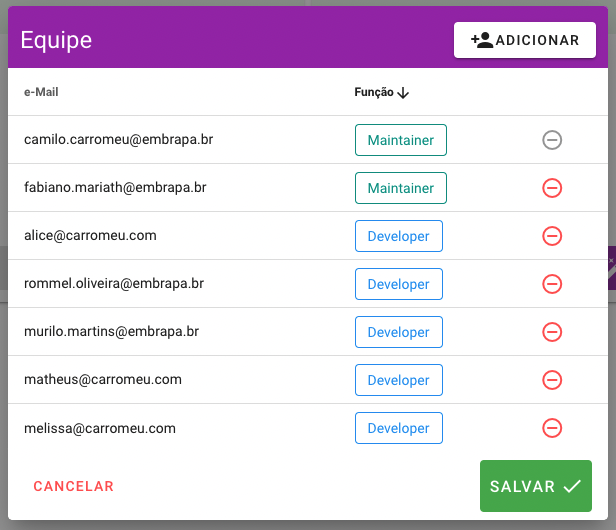 Equipe
ADICIONAR
e-Mail Função
camilo.carromeu@embrapa.br Maintainer
fabiano.mariath@embrapa.br Maintainer
alice@carromeu.com Developer
rommel.oliveira@embrapa.br Developer
murilo.martins@embrapa.br Developer
matheus@carromeu.com Developer
melissa@carromeu.com Developer
CANCELAR
SALVAR